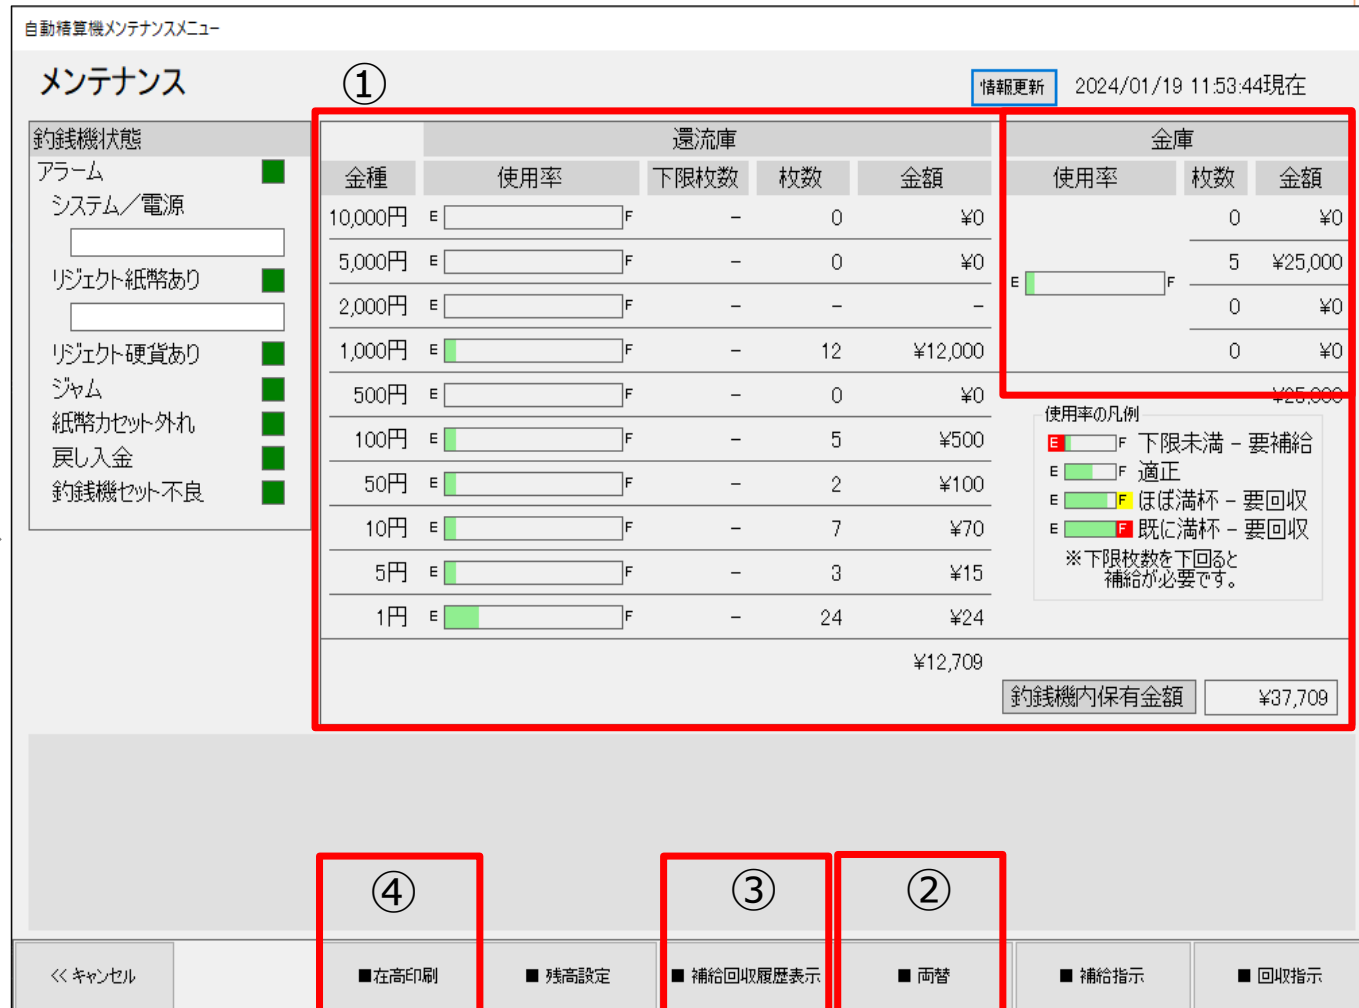 自動精算機メンテナンスメニュー
メンテナンス
①
情報更新 2024/01/19 11:53:44現在
釣銭機状態
アラーム
システム／電源
リジェクト紙幣あり
リジェクト硬貨あり
ジャム
紙幣カセット外れ
戻し入金
釣銭機セット不良
還流庫 金庫
金種 使用率 下限枚数 枚数 金額 使用率 枚数 金額
10,000円 E F － 0 ¥0 0 ¥0
5,000円 E F － 0 ¥0 5 ¥25,000
E F
2,000円 E F － － － 0 ¥0
1,000円 E F － 12 ¥12,000 0 ¥0
500円 E F － 0 ¥0 ¥25,000
100円 E F － 5 ¥500
50円 E F － 2 ¥100
10円 E F － 7 ¥70
5円 E F － 3 ¥15
1円 E F － 24 ¥24
¥12,709
使用率の凡例
E F 下限未満 － 要補給
E F 適正
E F ほぼ満杯 － 要回収
E F 既に満杯 － 要回収
※下限枚数を下回ると
補給が必要です。
釣銭機内保有金額 ¥37,709
④ ③ ②
<< キャンセル ■在高印刷 ■ 残高設定 ■ 補給回収履歴表示 ■ 両替 ■ 補給指示 ■ 回収指示